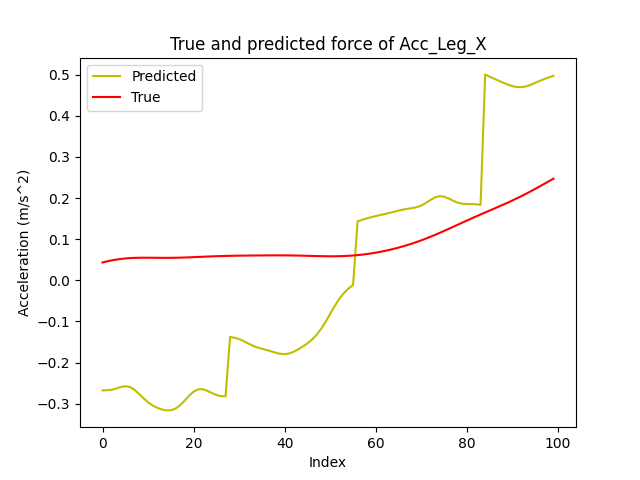 True and predicted force of Acc_Leg_X
Predicted
True
0.5
0.4
0.3
0.2
0.1
0.0
−0.1
−0.2
−0.3
Acceleration (m/s^2)
0 20 40 60 80 100
Index